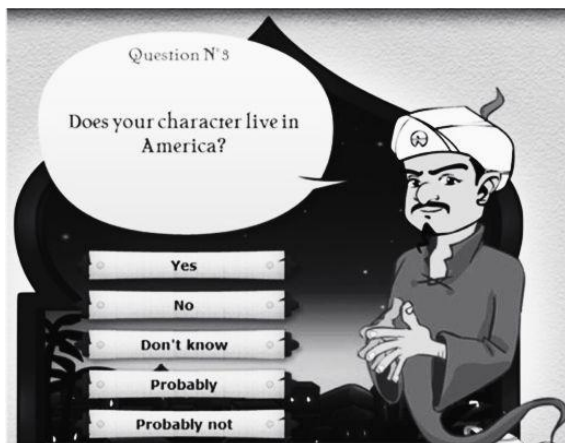 Question N°3
Does your character live in
America?
Yes
No
Don't know
Probably
Probably not